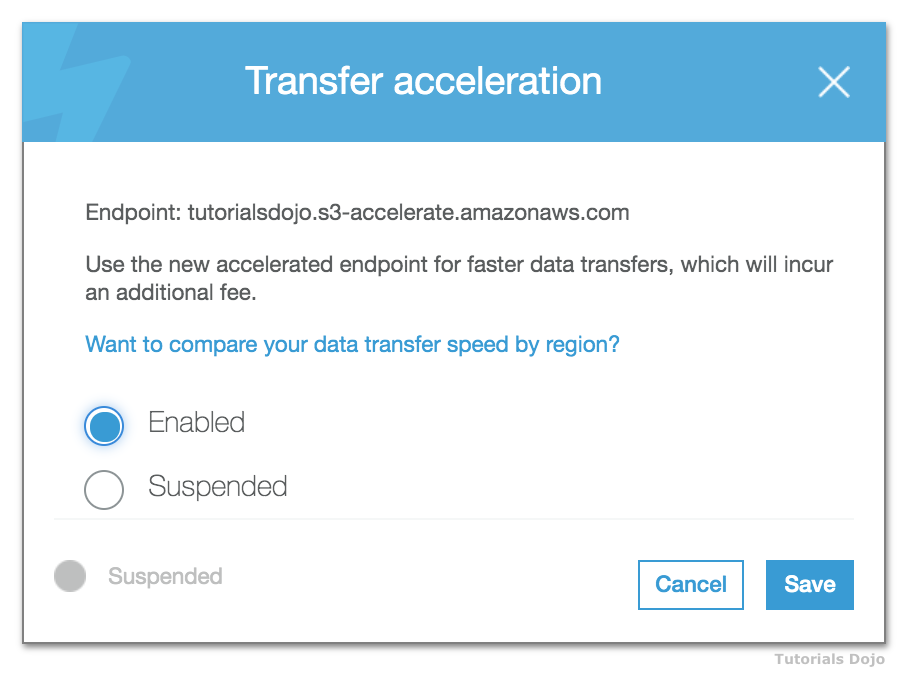 Transfer acceleration
Endpoint: tutorialsdojo.s3-accelerate.amazonaws.com
Use the new accelerated endpoint for faster data transfers, which will incur
an additional fee.
Want to compare your data transfer speed by region?
Enabled
Suspended
Suspended
Cancel
Save
Tutorials Dojo